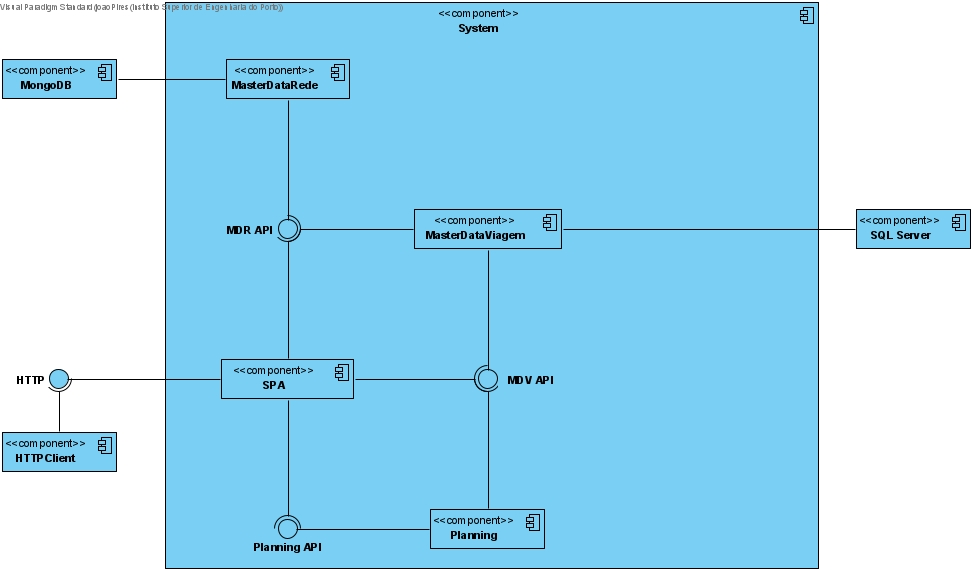 Visual Paradigm Standard(joao Pires (Instituto Superior de Engenharia do Porto))
<<component>>
System
<<component>>
MongoDB
<<component>>
MasterDataRede
MDR API
<<component>>
MasterDataViagem
<<component>>
SQL Server
HTTP
<<component>>
SPA
MDV API
<<component>>
HTTPClient
<<component>>
Planning
Planning API